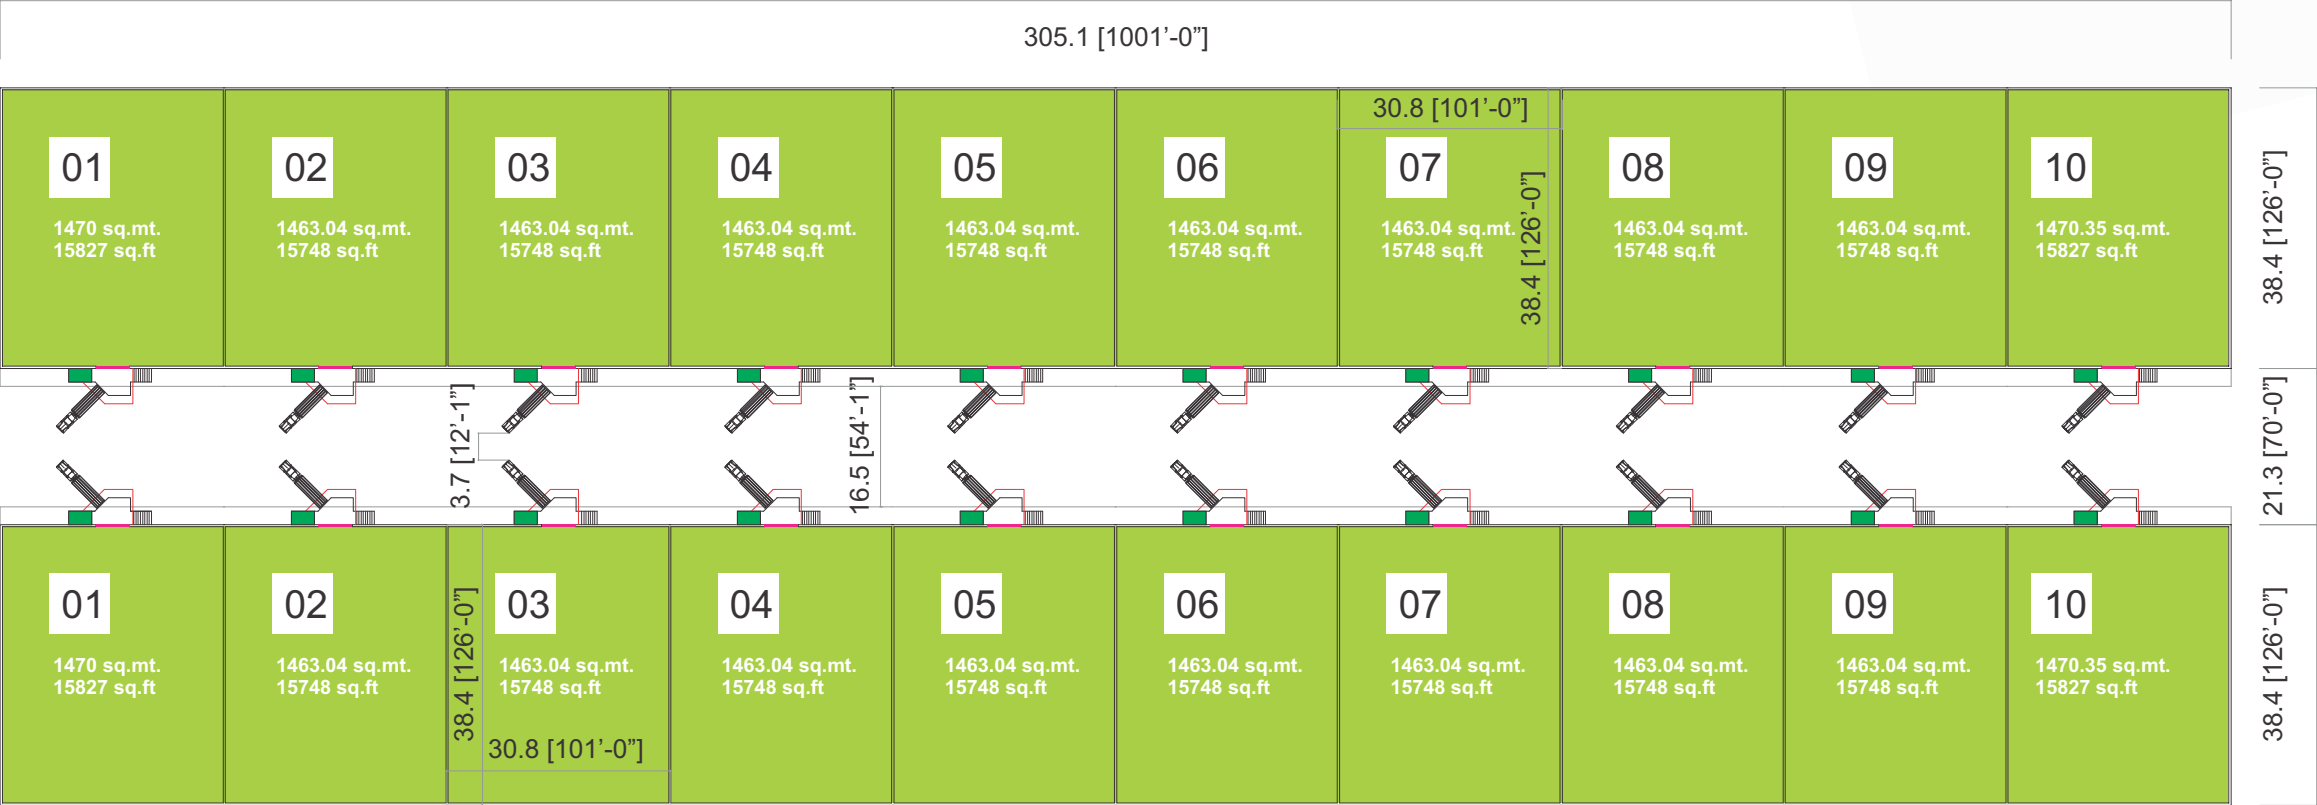 305.1 [1001’-0”]
30.8 [101’-0”]
01
02
03
04
05
06
07
08
09
10
38.4 [126’-0”]
38.4 [126’-0”]
1470 sq.mt.
15827 sq.ft
1463.04 sq.mt.
15748 sq.ft
1463.04 sq.mt.
15748 sq.ft
1463.04 sq.mt.
15748 sq.ft
1463.04 sq.mt.
15748 sq.ft
1463.04 sq.mt.
15748 sq.ft
1463.04 sq.mt.
15748 sq.ft
1463.04 sq.mt.
15748 sq.ft
1463.04 sq.mt.
15748 sq.ft
1470.35 sq.mt.
15827 sq.ft
3.7 [12’-1”]
16.5 [54’-1”]
21.3 [70’-0”]
01
02
03
04
05
06
07
08
09
10
38.4 [126’-0”]
38.4 [126’-0”]
1470 sq.mt.
15827 sq.ft
1463.04 sq.mt.
15748 sq.ft
1463.04 sq.mt.
15748 sq.ft
1463.04 sq.mt.
15748 sq.ft
1463.04 sq.mt.
15748 sq.ft
1463.04 sq.mt.
15748 sq.ft
1463.04 sq.mt.
15748 sq.ft
1463.04 sq.mt.
15748 sq.ft
1463.04 sq.mt.
15748 sq.ft
1470.35 sq.mt.
15827 sq.ft
30.8 [101’-0”]